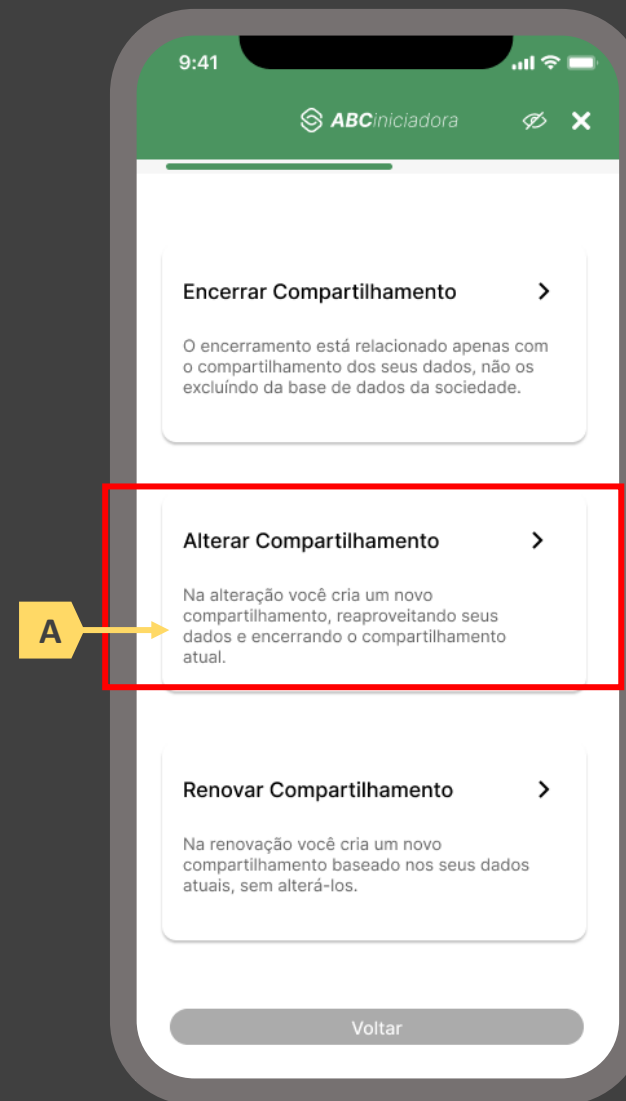 9:41
ABCiniciadora
Encerrar Compartilhamento
O encerramento está relacionado apenas com
o compartilhamento dos seus dados, não os
excluíndo da base de dados da sociedade.
Alterar Compartilhamento
Na alteração você cria um novo
compartilhamento, reaproveitando seus
dados e encerrando o compartilhamento
atual.
A
Renovar Compartilhamento
Na renovação você cria um novo
compartilhamento baseado nos seus dados
atuais, sem alterá-los.
Voltar